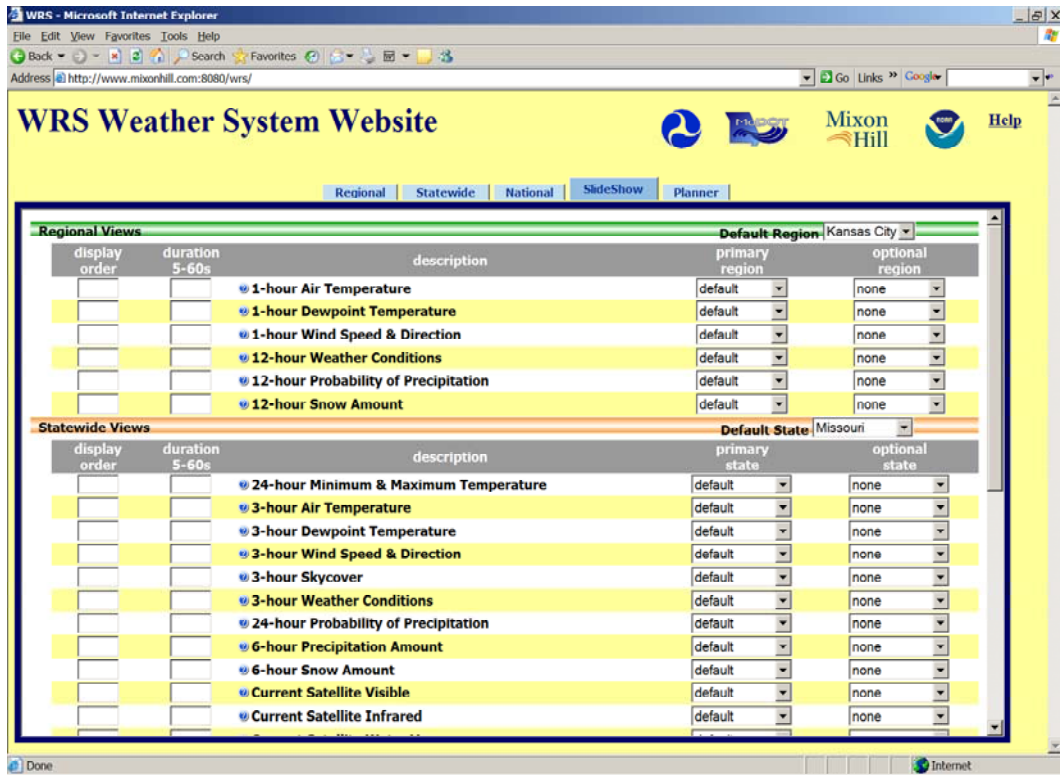 WRS - Microsoft Internet Explorer
File Edit View Favorites Tools Help
Back Search Favorites
Address http://www.mixonhill.com:8080/wrs/ Go Links » Google
WRS Weather System Website
MoDOT Mixon Hill NOAA Help
Regional Statewide National SlideShow Planner
Regional Views Default Region Kansas City
display order duration 5-60s description primary region optional region
1-hour Air Temperature default none
1-hour Dewpoint Temperature default none
1-hour Wind Speed & Direction default none
12-hour Weather Conditions default none
12-hour Probability of Precipitation default none
12-hour Snow Amount default none
Statewide Views Default State Missouri
display order duration 5-60s description primary state optional state
24-hour Minimum & Maximum Temperature default none
3-hour Air Temperature default none
3-hour Dewpoint Temperature default none
3-hour Wind Speed & Direction default none
3-hour Skycover default none
3-hour Weather Conditions default none
24-hour Probability of Precipitation default none
6-hour Precipitation Amount default none
6-hour Snow Amount default none
Current Satellite Visible default none
Current Satellite Infrared default none
Done Internet